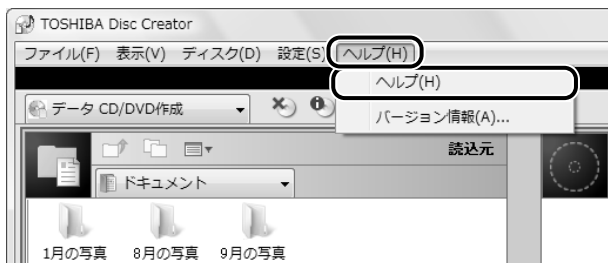 TOSHIBA Disc Creator
ファイル(F) 表示(V) ディスク(D) 設定(S) ヘルプ(H)
ヘルプ(H)
データ CD/DVD作成
バージョン情報(A)...
読込元
ドキュメント
1月の写真 8月の写真 9月の写真